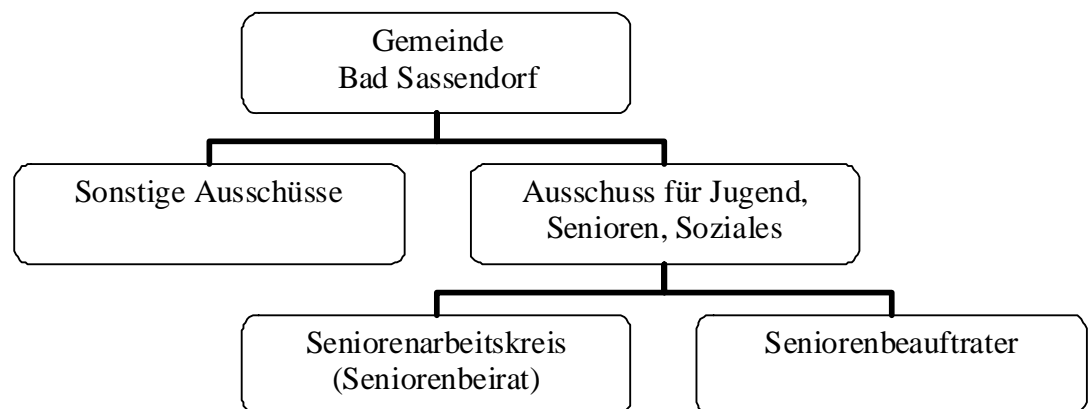 Gemeinde
Bad Sassendorf
Sonstige Ausschüsse
Ausschuss für Jugend,
Senioren, Soziales
Seniorenarbeitskreis
(Seniorenbeirat)
Seniorenbeauftrater